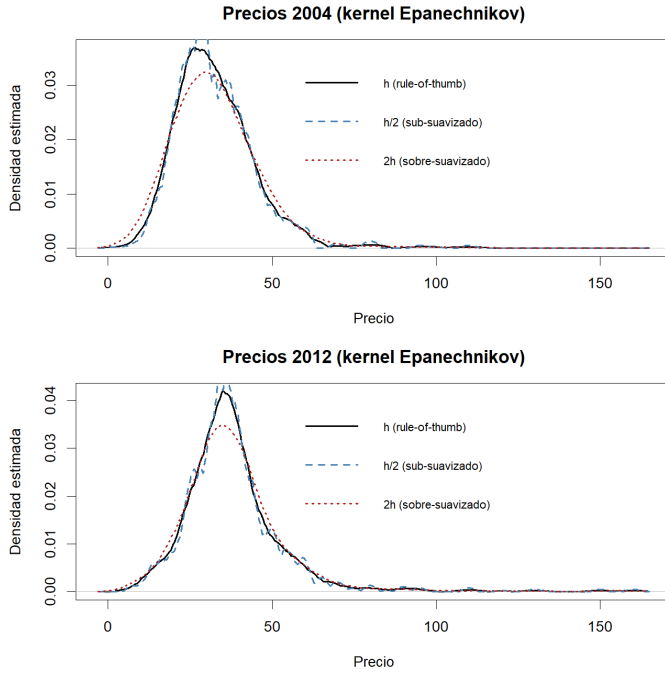 Precios 2004 (kernel Epanechnikov)
Densidad estimada
0.00
0.01
0.02
0.03
h (rule-of-thumb)
h/2 (sub-suavizado)
2h (sobre-suavizado)
0
50
100
150
Precio
Precios 2012 (kernel Epanechnikov)
Densidad estimada
0.00
0.01
0.02
0.03
0.04
h (rule-of-thumb)
h/2 (sub-suavizado)
2h (sobre-suavizado)
0
50
100
150
Precio